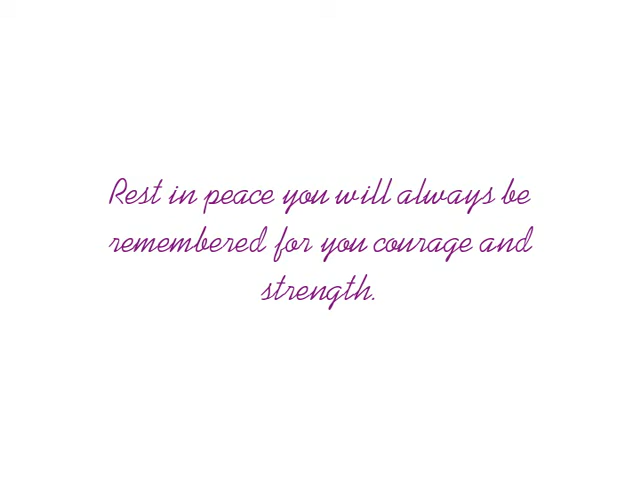 Rest in peace you will always be
remembered for you courage and
strength.